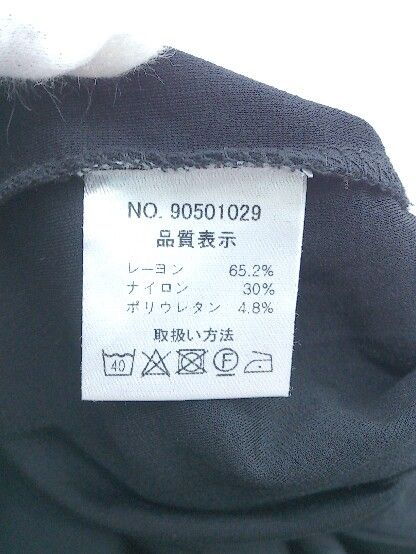 NO. 90501029
品質表示
レーヨン 65.2%
ナイロン 30%
ポリウレタン 4.8%
取扱い方法
40 F